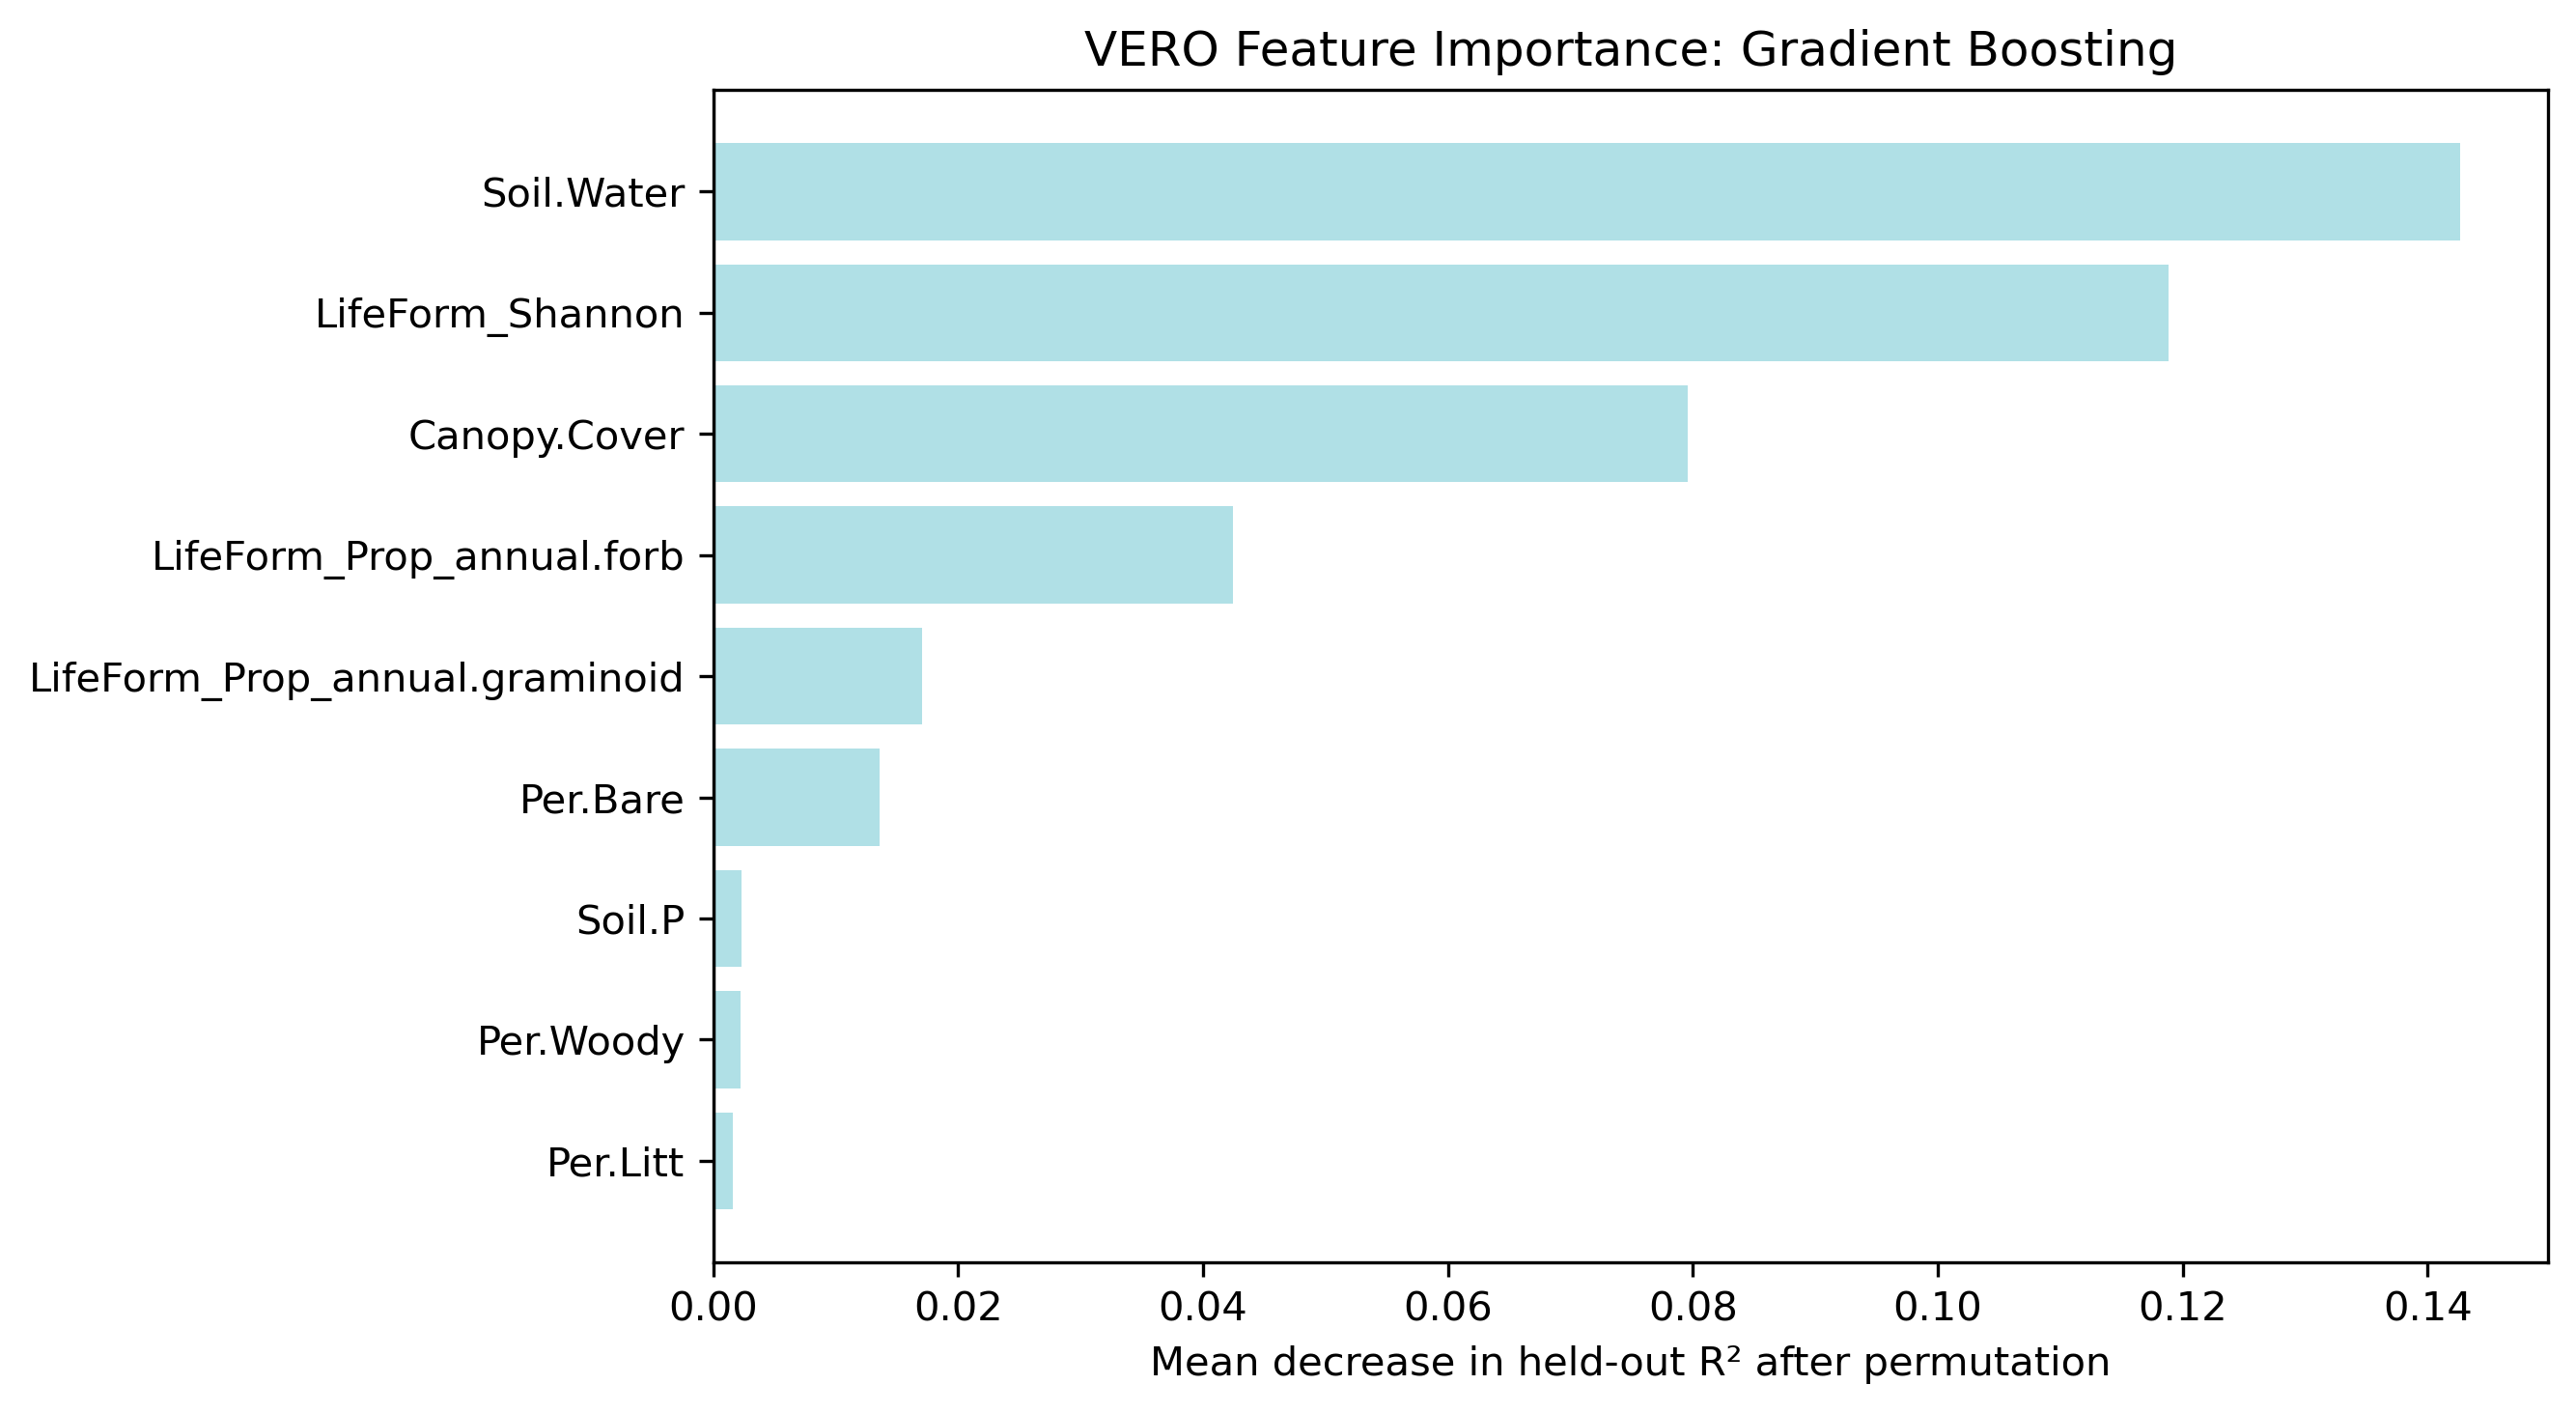 VERO Feature Importance: Gradient Boosting
Soil.Water
LifeForm_Shannon
Canopy.Cover
LifeForm_Prop_annual.forb
LifeForm_Prop_annual.graminoid
Per.Bare
Soil.P
Per.Woody
Per.Litt
0.00 0.02 0.04 0.06 0.08 0.10 0.12 0.14
Mean decrease in held-out R² after permutation